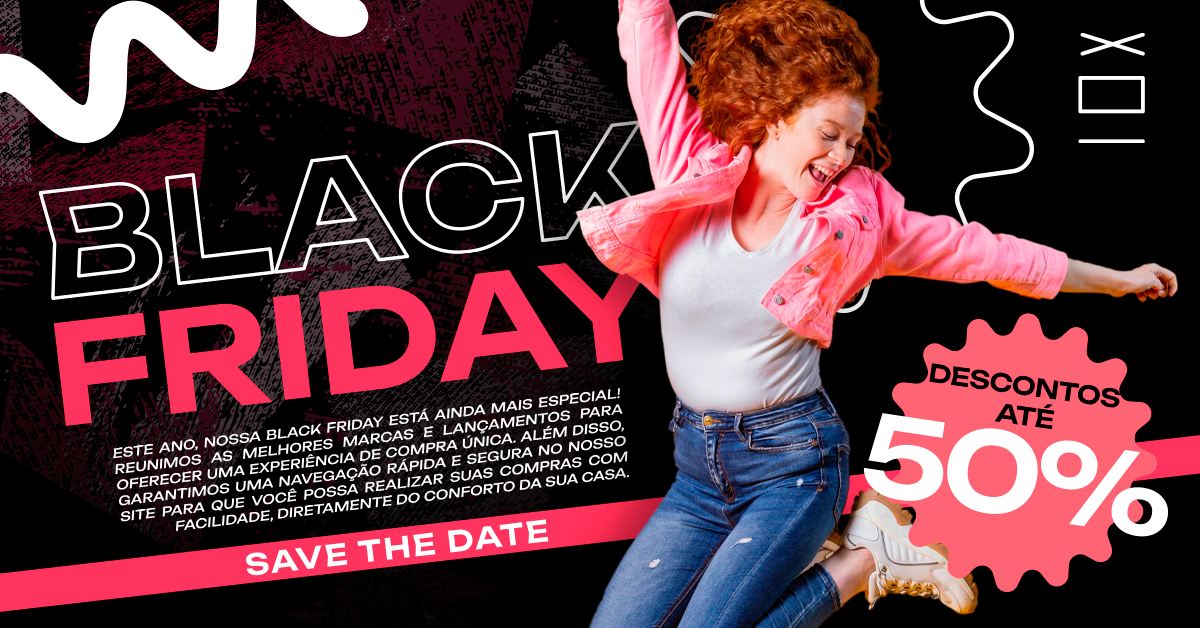 BLACK
FRIDAY
ESTE ANO, NOSSA BLACK FRIDAY ESTÁ AINDA MAIS ESPECIAL!
REUNIMOS AS MELHORES MARCAS E LANÇAMENTOS PARA
OFERECER UMA EXPERIÊNCIA DE COMPRA ÚNICA. ALÉM DISSO,
GARANTIMOS UMA NAVEGAÇÃO RÁPIDA E SEGURA NO NOSSO
SITE PARA QUE VOCÊ POSSA REALIZAR SUAS COMPRAS COM
FACILIDADE, DIRETAMENTE DO CONFORTO DA SUA CASA.
SAVE THE DATE
DESCONTOS
ATÉ
50%